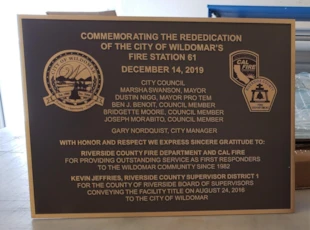 COMMEMORATING THE REDEDICATION
OF THE CITY OF WILDOMAR'S
FIRE STATION 61
DECEMBER 14, 2019
CITY COUNCIL
MARSHA SWANSON, MAYOR
DUSTIN NIGG, MAYOR PRO TEM
BEN J. BENOIT, COUNCIL MEMBER
BRIDGETTE MOORE, COUNCIL MEMBER
JOSEPH MORABITO, COUNCIL MEMBER
GARY NORDQUIST, CITY MANAGER
CAL
FIRE
WITH HONOR AND RESPECT WE EXPRESS SINCERE GRATITUDE TO:
RIVERSIDE COUNTY FIRE DEPARTMENT AND CAL FIRE
FOR PROVIDING OUTSTANDING SERVICE AS FIRST RESPONDERS
TO THE WILDOMAR COMMUNITY SINCE 1982
KEVIN JEFFRIES, RIVERSIDE COUNTY SUPERVISOR DISTRICT 1
FOR THE COUNTY OF RIVERSIDE BOARD OF SUPERVISORS
CONVEYING THE FACILITY TITLE ON AUGUST 24, 2016
TO THE CITY OF WILDOMAR